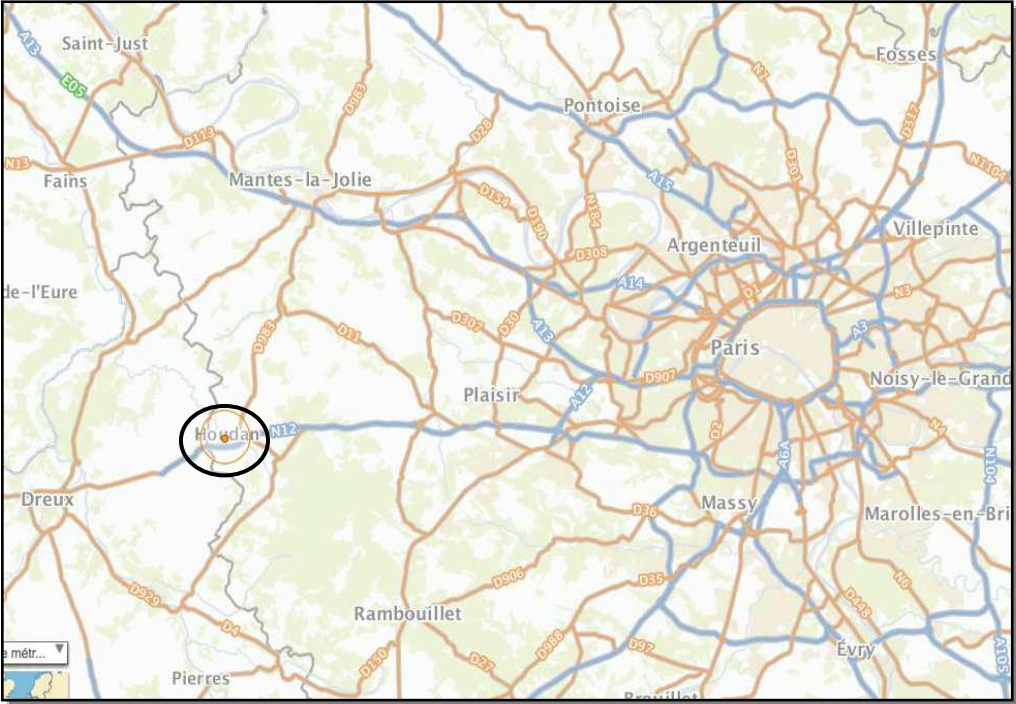 A13
Saint-Just
Fosses
E05
D983
N1
Pontoise
D317
D28
D113
D301
N13
N1104
Fains
Mantes-la-Jolie
A15
D154
D190
N184
Villepinte
Argenteuil
D308
de-l'Eure
A14
D1
N3
D983
D11
D307
D30
A13
A3
Paris
D907
Noisy-le-Grand
Plaisir
A12
Houdan
N12
D2
N4
A6A
N104
Dreux
Massy
D36
Marolles-en-Bri
D906
D35
N6
D929
D448
Rambouillet
D4
D988
D97
Évry
e métr...
D150
D27
A105
Pierres